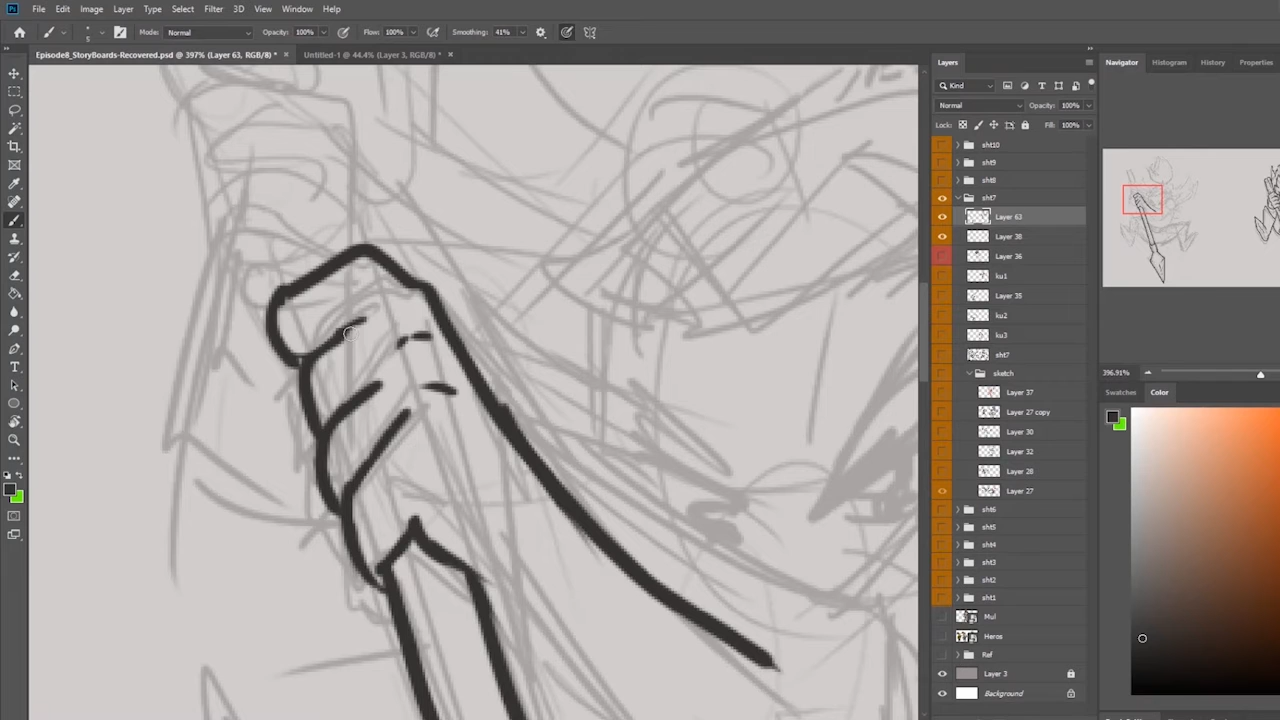 Ps File Edit Image Layer Type Select Filter 3D View Window Help
5 Mode: Normal Opacity: 100% Flow: 100% Smoothing: 41%
Episode8_StoryBoards-Recovered.psd @ 397% (Layer 63, RGB/8) * × Untitled-1 @ 44.4% (Layer 3, RGB/8) * ×
Layers
Navigator Histogram History Properties
Kind
Normal Opacity: 100%
Lock: Fill: 100%
sht10
sht9
sht8
sht7
Layer 63
Layer 38
Layer 36
ku1
Layer 35
ku2
ku3
sht7
sketch
Layer 37
Layer 27 copy
Layer 30
Layer 32
Layer 28
Layer 27
sht6
sht5
sht4
sht3
sht2
sht1
Mul
Heros
Ref
Layer 3
Background
396.91%
Swatches Color